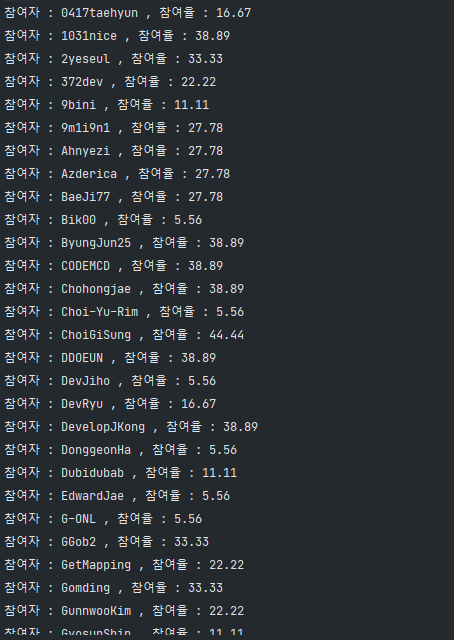 참여자 : 0417taehyun , 참여율 : 16.67
참여자 : 1031nice , 참여율 : 38.89
참여자 : 2yeseul , 참여율 : 33.33
참여자 : 372dev , 참여율 : 22.22
참여자 : 9bini , 참여율 : 11.11
참여자 : 9m1i9n1 , 참여율 : 27.78
참여자 : Ahnyezi , 참여율 : 27.78
참여자 : Azderica , 참여율 : 27.78
참여자 : BaeJi77 , 참여율 : 27.78
참여자 : Bik00 , 참여율 : 5.56
참여자 : ByungJun25 , 참여율 : 38.89
참여자 : CODEMCD , 참여율 : 38.89
참여자 : Chohongjae , 참여율 : 38.89
참여자 : Choi-Yu-Rim , 참여율 : 5.56
참여자 : ChoiGiSung , 참여율 : 44.44
참여자 : DDOEUN , 참여율 : 38.89
참여자 : DevJiho , 참여율 : 5.56
참여자 : DevRyu , 참여율 : 16.67
참여자 : DevelopJKong , 참여율 : 38.89
참여자 : DonggeonHa , 참여율 : 5.56
참여자 : Dubidubab , 참여율 : 11.11
참여자 : EdwardJae , 참여율 : 5.56
참여자 : G-ONL , 참여율 : 5.56
참여자 : GGob2 , 참여율 : 33.33
참여자 : GetMapping , 참여율 : 22.22
참여자 : Gomding , 참여율 : 33.33
참여자 : GunnwooKim , 참여율 : 22.22
참여자 : GyosunShin , 참여율 : 11.11